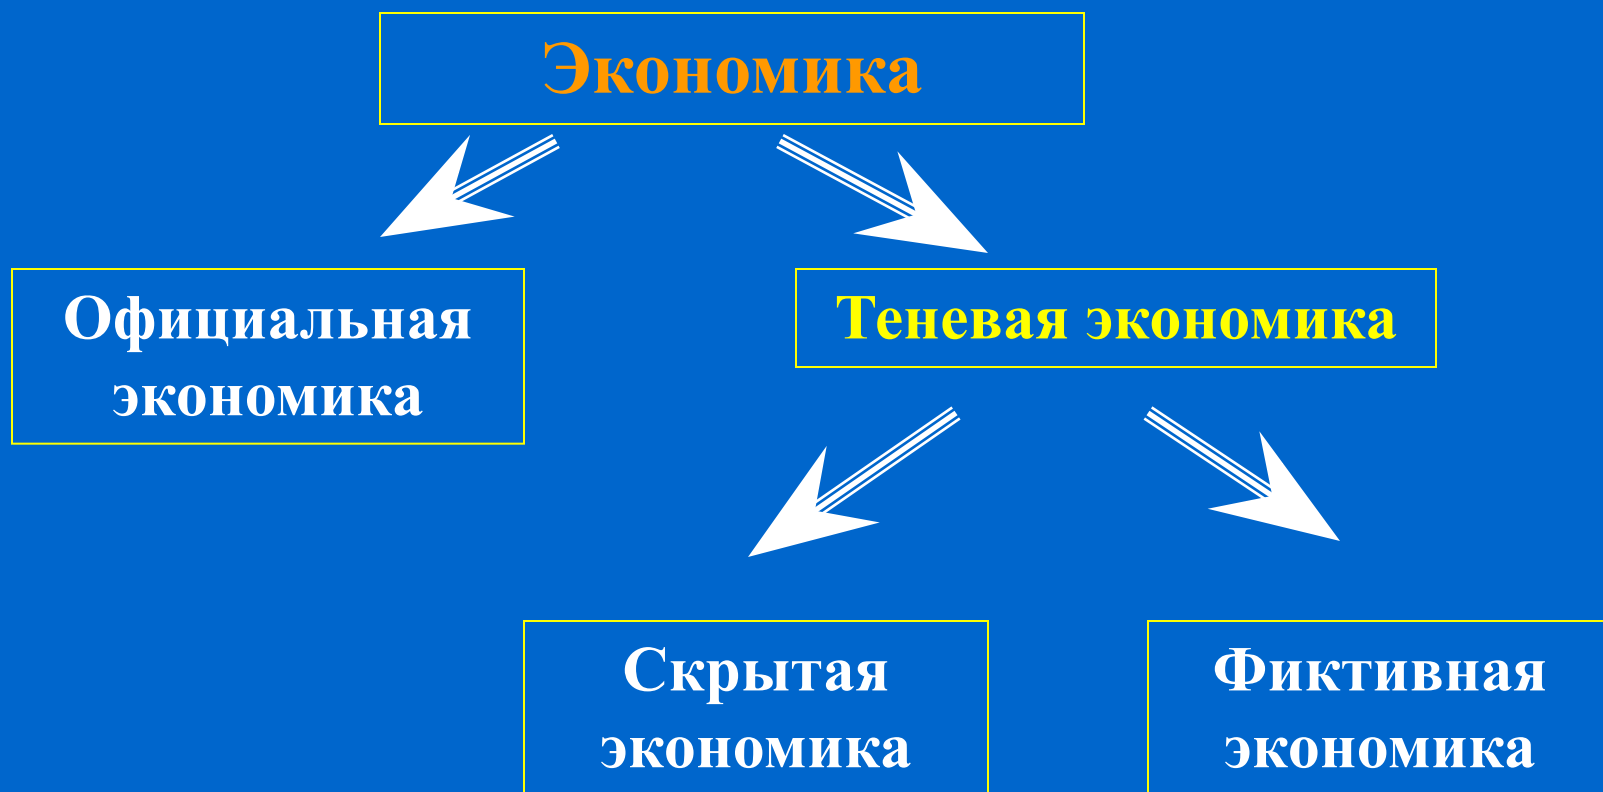 Экономика
Официальная
экономика
Теневая экономика
Скрытая
экономика
Фиктивная
экономика